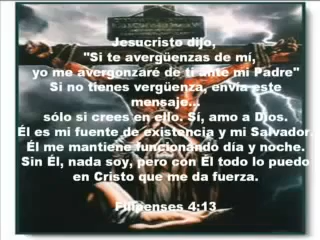 Jesucristo dijo,
"Si te avergüenzas de mí,
yo me avergonzaré de ti ante mi Padre"
Si no tienes vergüenza, envía este
mensaje...
sólo si crees en ello. Sí, amo a Dios.
Él es mi fuente de existencia y mi Salvador.
Él me mantiene funcionando día y noche.
Sin Él, nada soy, pero con Él todo lo puedo
en Cristo que me da fuerza.
Filipenses 4:13